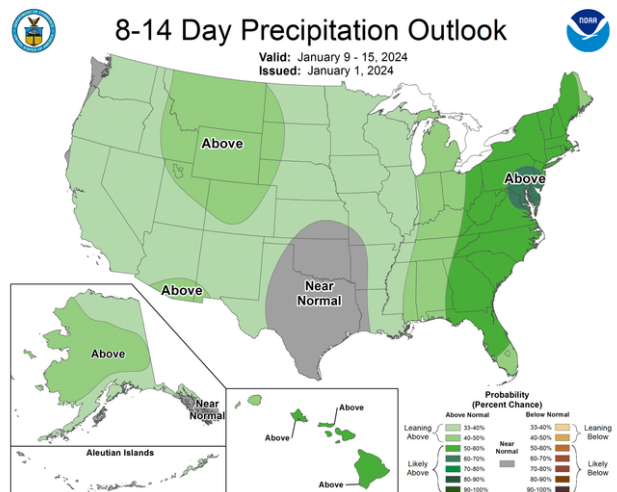 NOAA
8-14 Day Precipitation Outlook
Valid: January 9 - 15, 2024
Issued: January 1, 2024
Above
Above
Above
Near
Normal
Above
Near
Normal
Aleutian Islands
Above
Above
Above
Probability
(Percent Chance)
Above Normal
Below Normal
Leaning
Above
33-40%
40-50%
50-60%
60-70%
70-80%
80-90%
90-100%
Likely
Above
Near
Normal
33-40%
40-50%
50-60%
60-70%
70-80%
80-90%
90-100%
Leaning
Below
Likely
Below